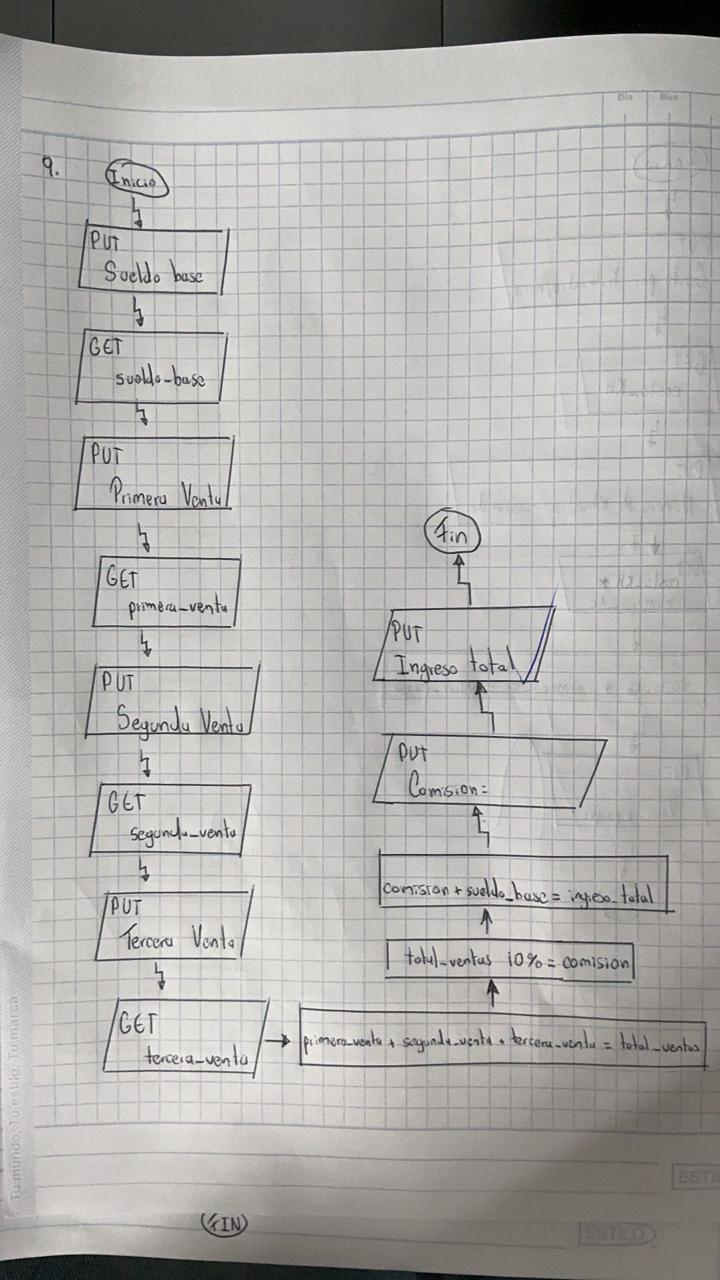 Dia Mes
9.
Inicio
PUT
Sueldo base
GET
sueldo_base
PUT
Primera Venta
GET
primera_venta
PUT
Segunda Venta
GET
segunda_venta
PUT
Tercera Venta
GET
tercera_venta
primera_venta + segunda_venta + tercera_venta = total_ventas
total_ventas 10% = comision
comision + sueldo_base = ingreso_total
PUT
Comision =
PUT
Ingreso total
Fin
Tu mundo, Tu estilo, Tu marca
ESTILO
(FIN)